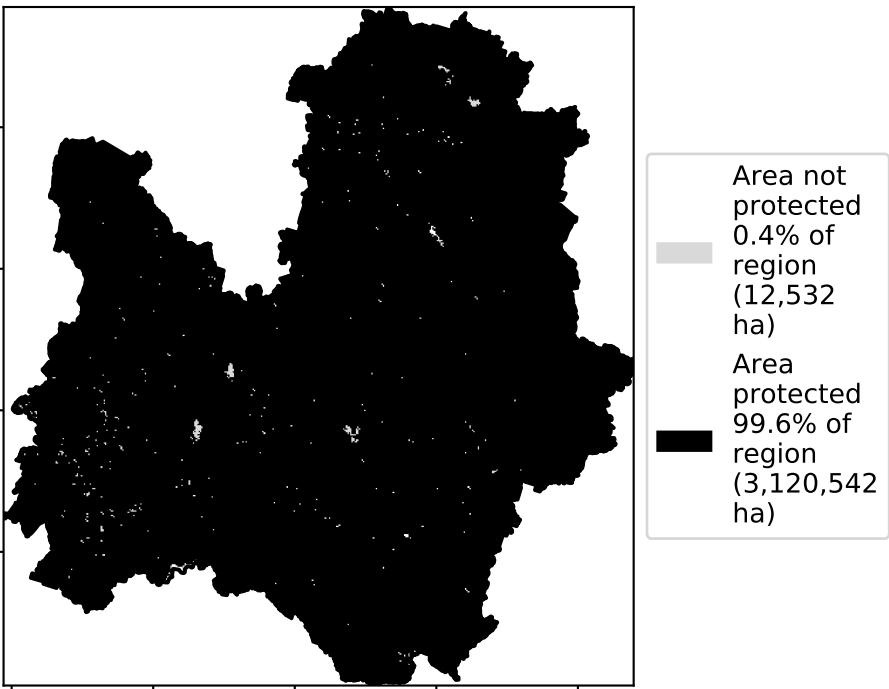 Area not
protected
0.4% of
region
(12,532
ha)
Area
protected
99.6% of
region
(3,120,542
ha)